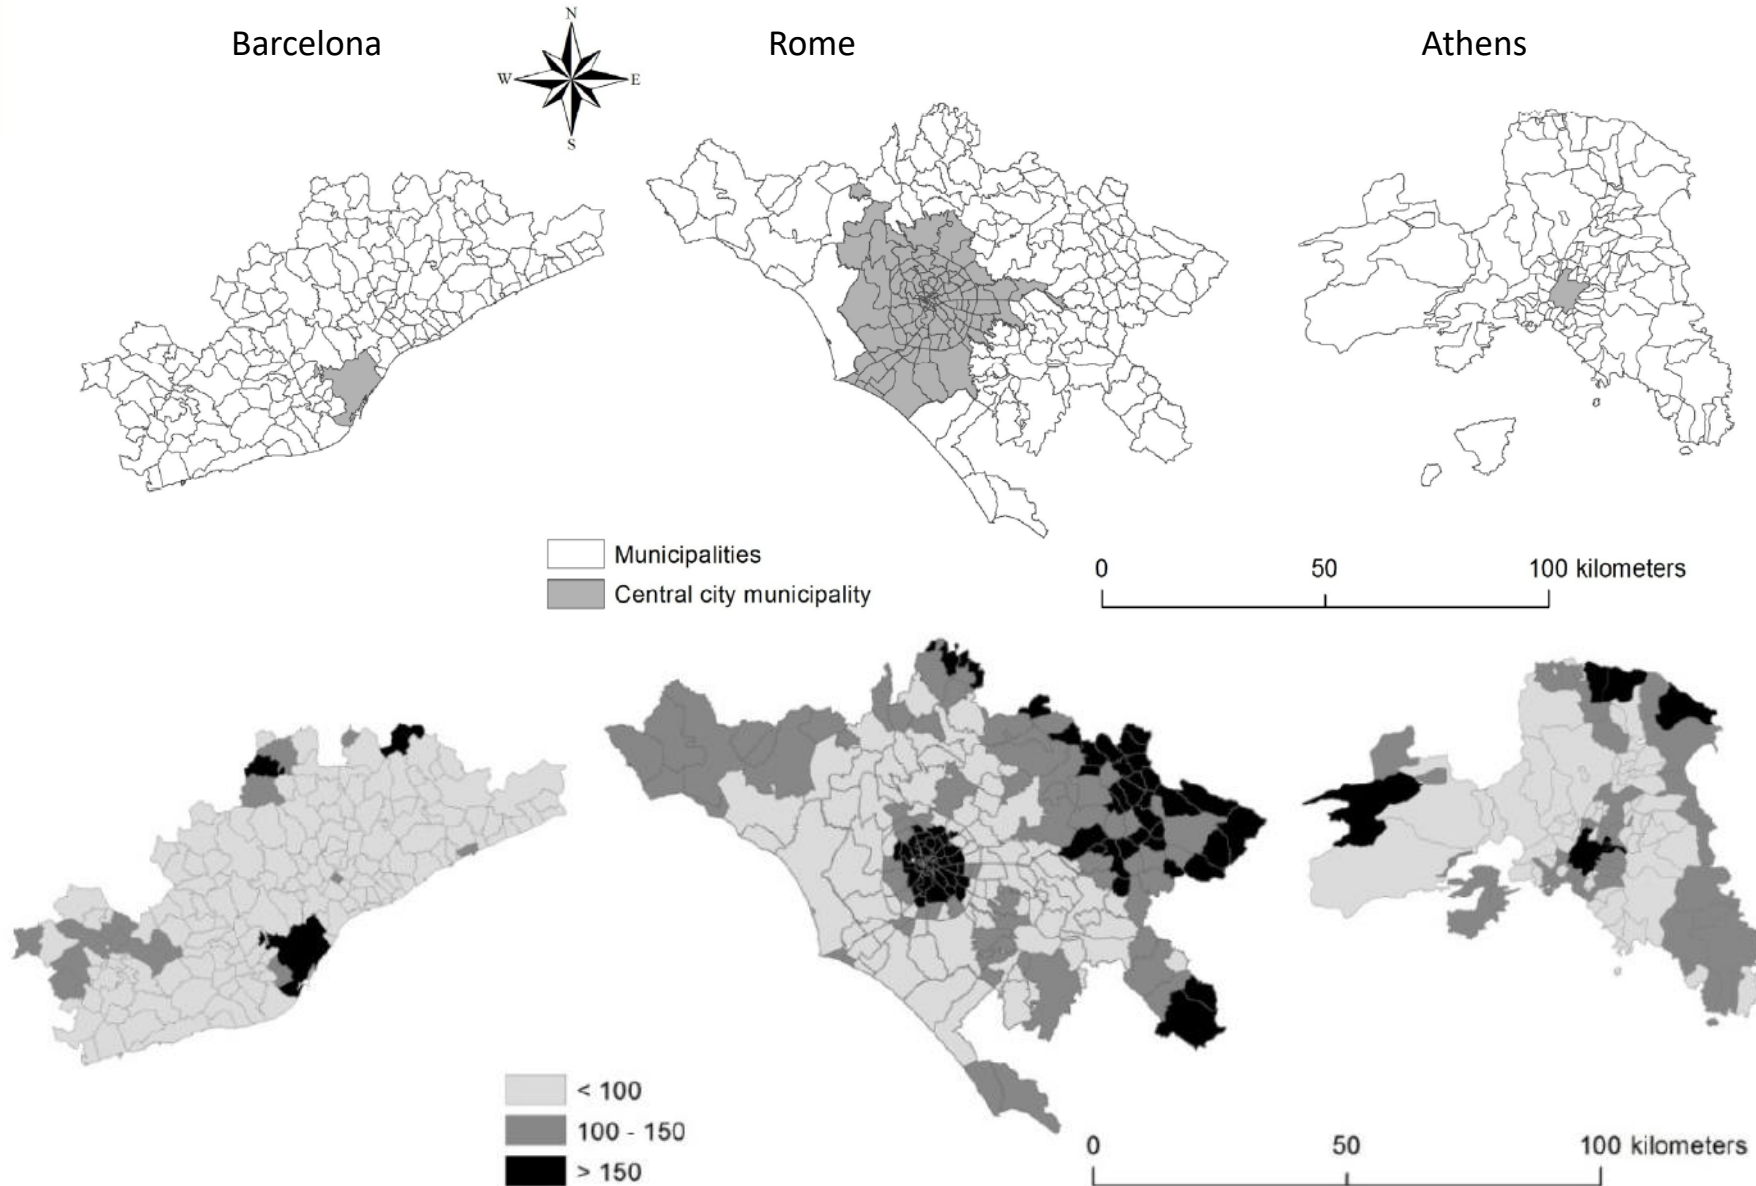 Barcelona
Rome
Athens
N
W E
S
Municipalities
Central city municipality
0 50 100 kilometers
< 100
100 - 150
> 150
0 50 100 kilometers